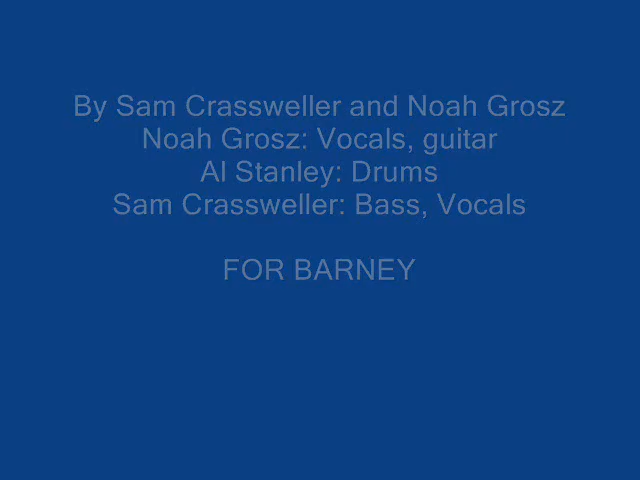 By Sam Crassweller and Noah Grosz
Noah Grosz: Vocals, guitar
Al Stanley: Drums
Sam Crassweller: Bass, Vocals
FOR BARNEY